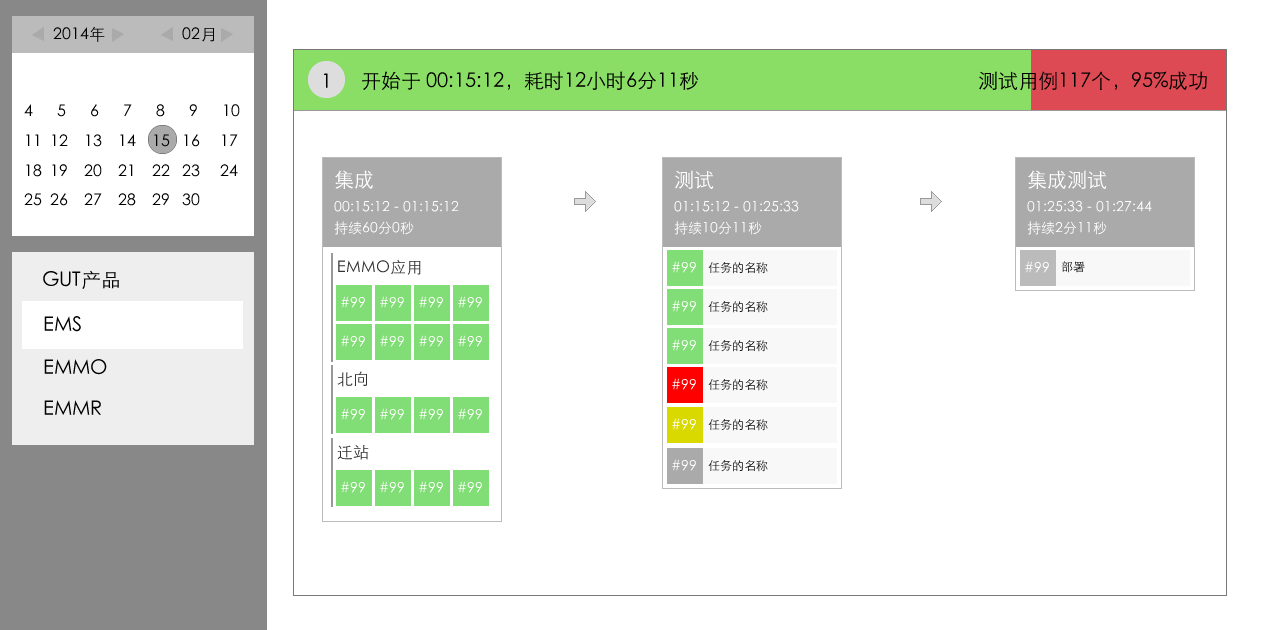 2014年 02月
4 5 6 7 8 9 10
11 12 13 14 15 16 17
18 19 20 21 22 23 24
25 26 27 28 29 30
GUT产品
EMS
EMMO
EMMR
1 开始于 00:15:12，耗时12小时6分11秒 测试用例117个，95%成功
集成
00:15:12 - 01:15:12
持续60分0秒
EMMO应用
#99 #99 #99 #99
#99 #99 #99 #99
北向
#99 #99 #99 #99
迁站
#99 #99 #99 #99
测试
01:15:12 - 01:25:33
持续10分11秒
#99 任务的名称
#99 任务的名称
#99 任务的名称
#99 任务的名称
#99 任务的名称
#99 任务的名称
集成测试
01:25:33 - 01:27:44
持续2分11秒
#99 部署